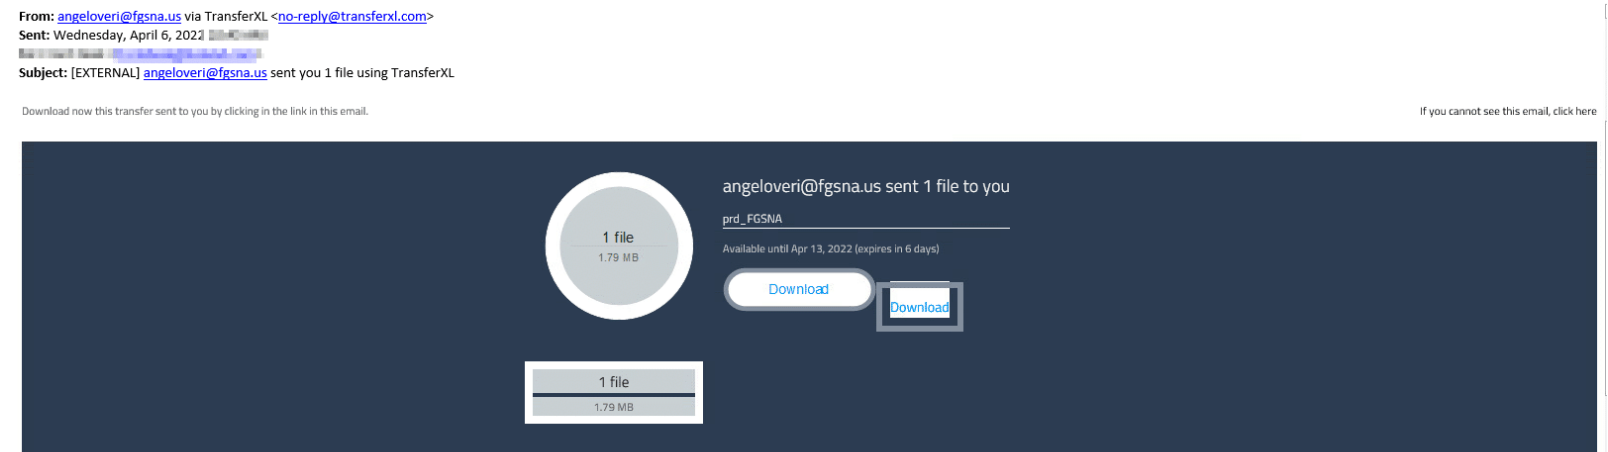 From: angeloveri@fgsna.us via TransferXL <no-reply@transferxl.com>
Sent: Wednesday, April 6, 2022
Subject: [EXTERNAL] angeloveri@fgsna.us sent you 1 file using TransferXL
Download now this transfer sent to you by clicking in the link in this email.
If you cannot see this email, click here
angeloveri@fgsna.us sent 1 file to you
prd_FGSNA
Available until Apr 13, 2022 (expires in 6 days)
1 file
1.79 MB
Download
Download
1 file
1.79 MB